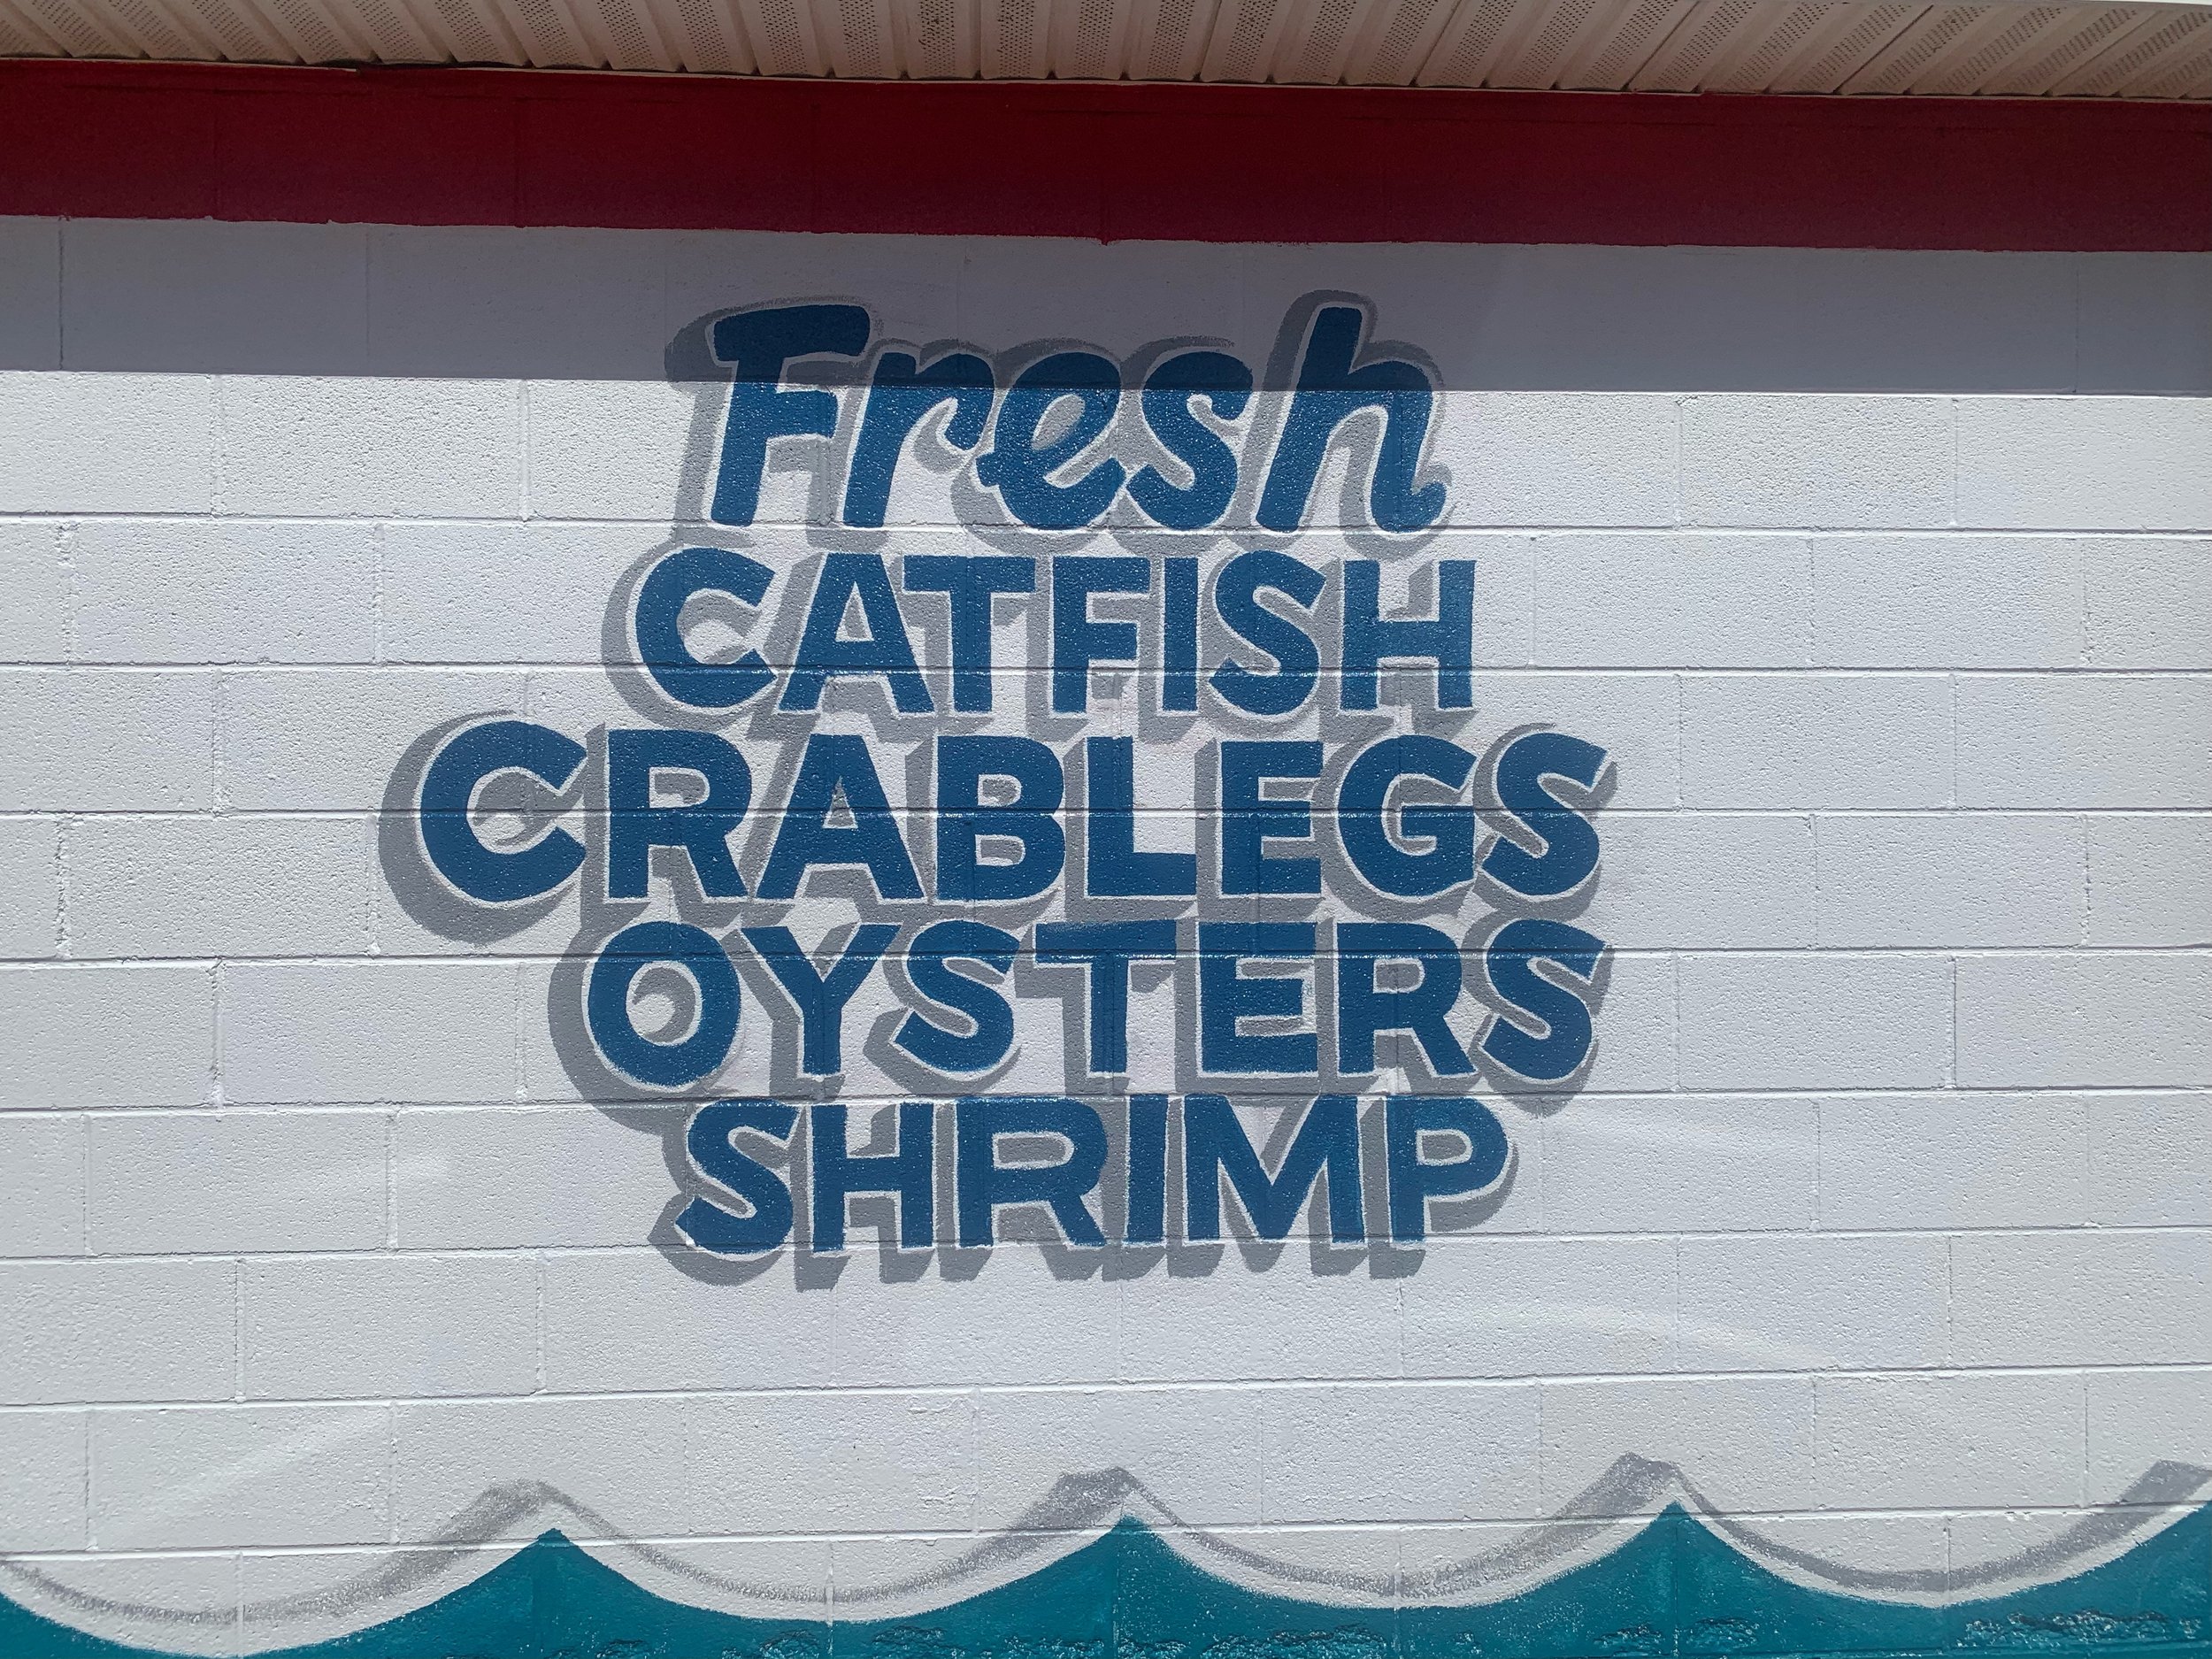 Fresh
CATFISH
CRABLEGS
OYSTERS
SHRIMP